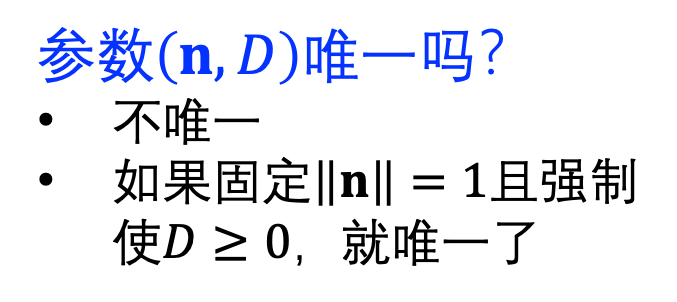 参数(𝐧, 𝐷)唯一吗?
• 不唯一
• 如果固定‖𝐧‖ = 1且强制
使𝐷 ≥ 0，就唯一了